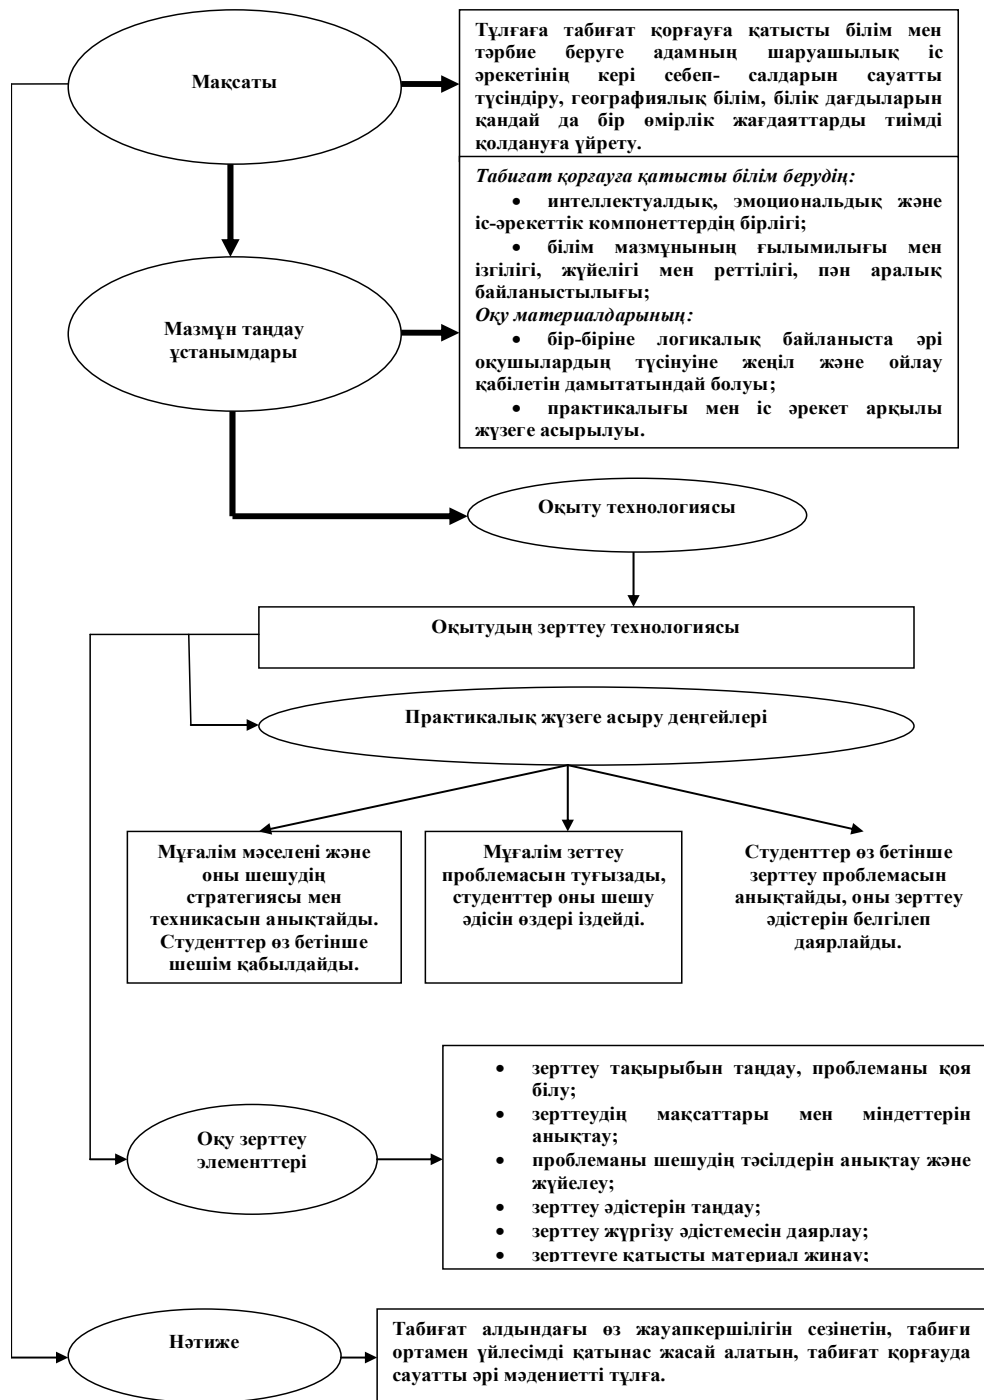 Мақсаты
Тұлғаға табиғат қорғауға қатысты білім мен
тәрбие беруге адамның шаруашылық іс
әрекетінің кері себеп- салдарын сауатты
түсіндіру, географиялық білім, білік дағдыларын
қандай да бір өмірлік жағдаяттарды тиімді
қолдануға үйрету.
Мазмұн таңдау
ұстанымдары
Табиғат қорғауға қатысты білім берудің:
• интеллектуалдық, эмоциональдық және
іс-әрекеттік компонеттердің бірлігі;
• білім мазмұнының ғылымилығы мен
ізгілігі, жүйелігі мен реттілігі, пән аралық
байланыстылығы;
Оқу материалдарының:
• бір-біріне логикалық байланыста әрі
оқушылардың түсінуіне жеңіл және ойлау
қабілетін дамытатындай болуы;
• практикалығы мен іс әрекет арқылы
жүзеге асырылуы.
Оқыту технологиясы
Оқытудың зерттеу технологиясы
Практикалық жүзеге асыру деңгейлері
Мұғалім мәселені және
оны шешудің
стратегиясы мен
техникасын анықтайды.
Студенттер өз бетінше
шешім қабылдайды.
Мұғалім зеттеу
проблемасын туғызады,
студенттер оны шешу
әдісін өздері іздейді.
Студенттер өз бетінше
зерттеу проблемасын
анықтайды, оны зерттеу
әдістерін белгілеп
даярлайды.
Оқу зерттеу
элементтері
• зерттеу тақырыбын таңдау, проблеманы қоя
білу;
• зерттеудің мақсаттары мен міндеттерін
анықтау;
• проблеманы шешудің тәсілдерін анықтау және
жүйелеу;
• зерттеу әдістерін таңдау;
• зерттеу жүргізу әдістемесін даярлау;
• зерттеуге қатысты материал жинау;
Нәтиже
Табиғат алдындағы өз жауапкершілігін сезінетін, табиғи
ортамен үйлесімді қатынас жасай алатын, табиғат қорғауда
сауатты әрі мәдениетті тұлға.